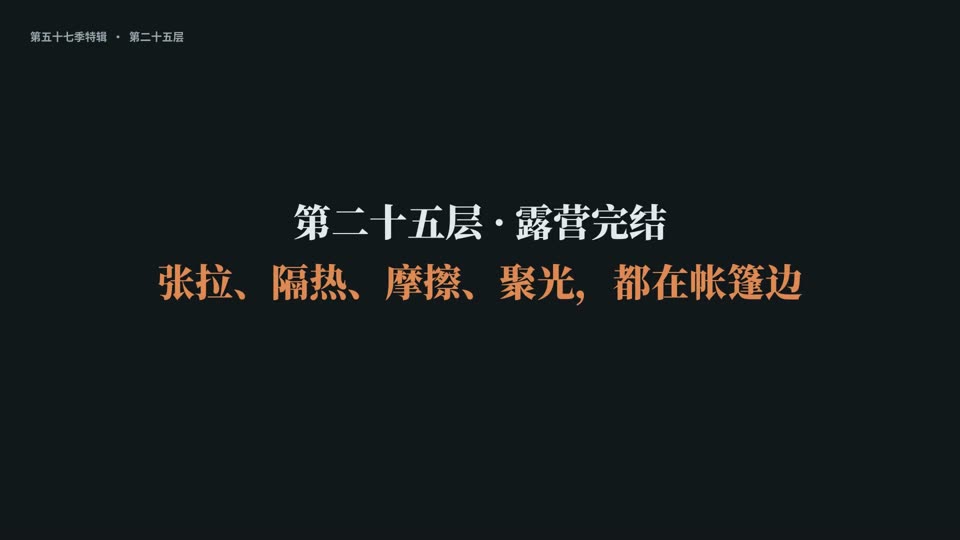 第五十七季特辑 · 第二十五层
第二十五层 · 露营完结
张拉、隔热、摩擦、聚光，都在帐篷边